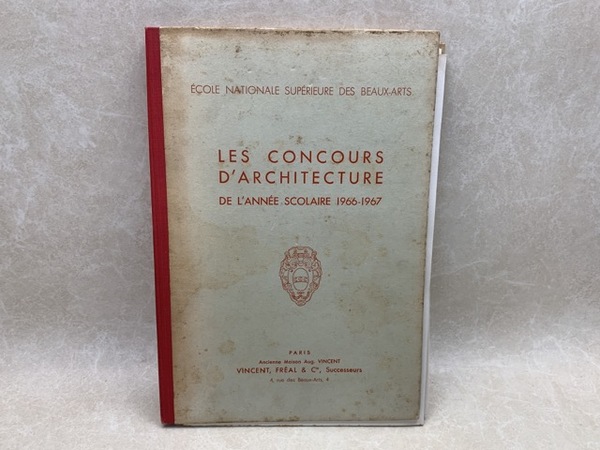 ÉCOLE NATIONALE SUPÉRIEURE DES BEAUX-ARTS
LES CONCOURS
D'ARCHITECTURE
DE L'ANNÉE SCOLAIRE 1966-1967
PARIS
Ancienne Maison Aug. VINCENT
VINCENT, FRÉAL & Cie, Successeurs
4, rue des Beaux-Arts, 4